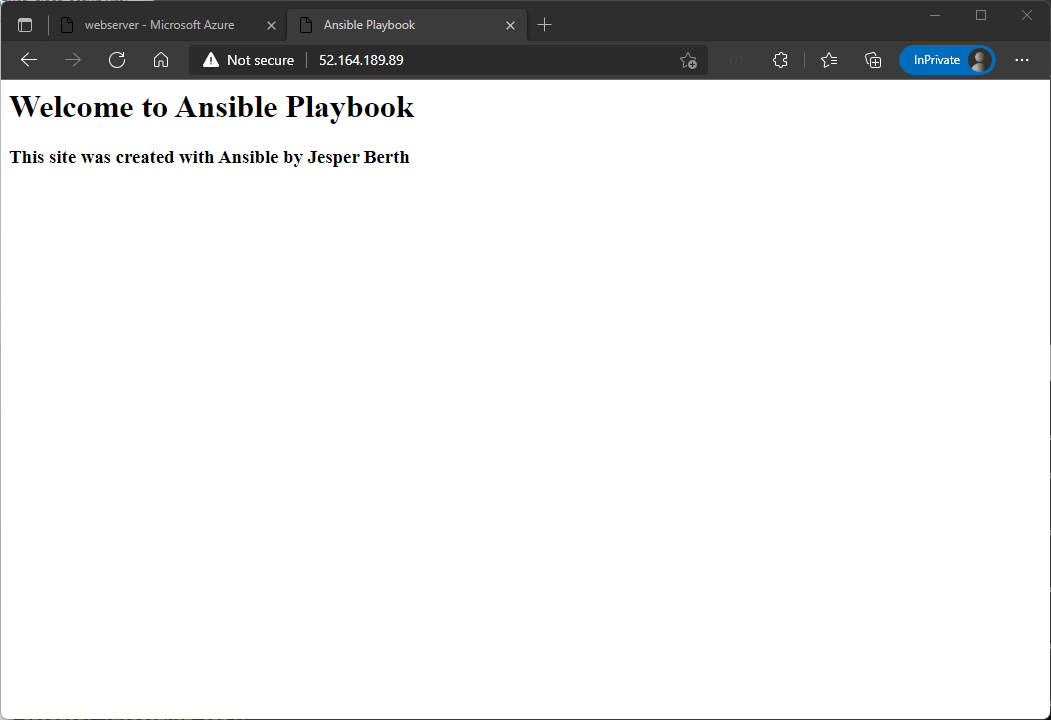 webserver - Microsoft Azure
Ansible Playbook
Not secure
52.164.189.89
InPrivate
Welcome to Ansible Playbook
This site was created with Ansible by Jesper Berth